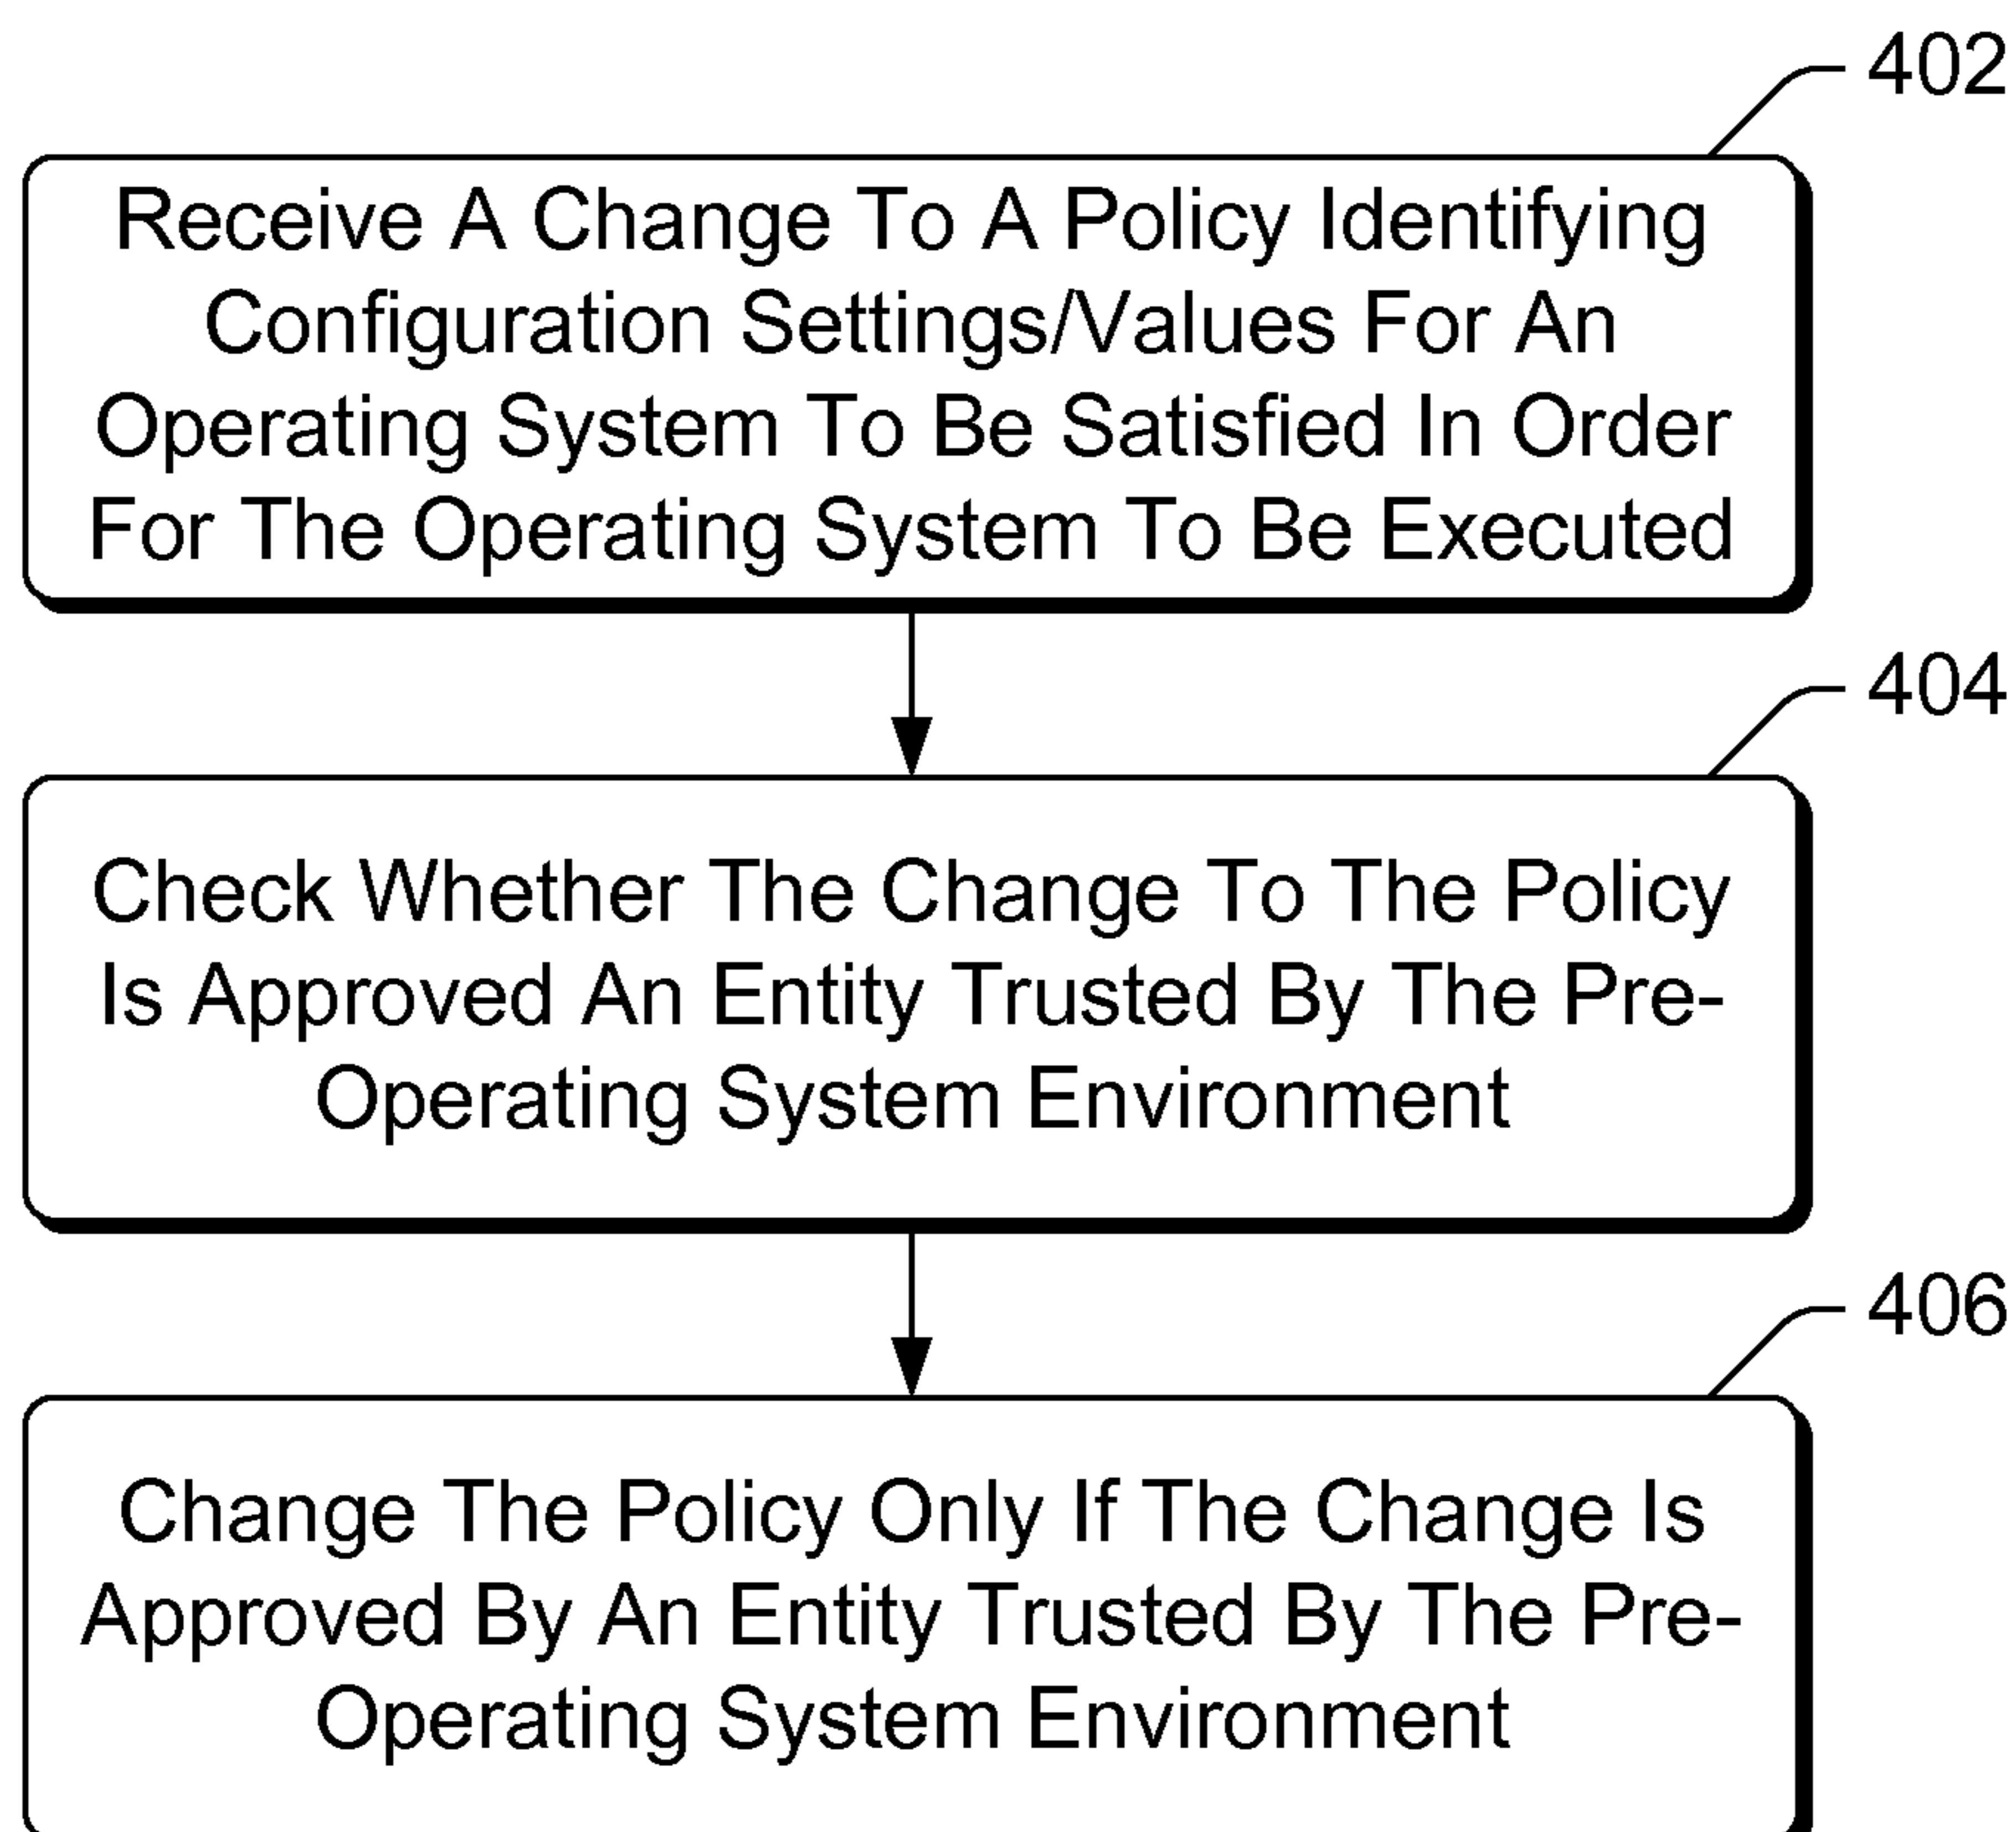 402
Receive A Change To A Policy Identifying
Configuration Settings/Values For An
Operating System To Be Satisfied In Order
For The Operating System To Be Executed
404
Check Whether The Change To The Policy
Is Approved An Entity Trusted By The Pre-
Operating System Environment
406
Change The Policy Only If The Change Is
Approved By An Entity Trusted By The Pre-
Operating System Environment